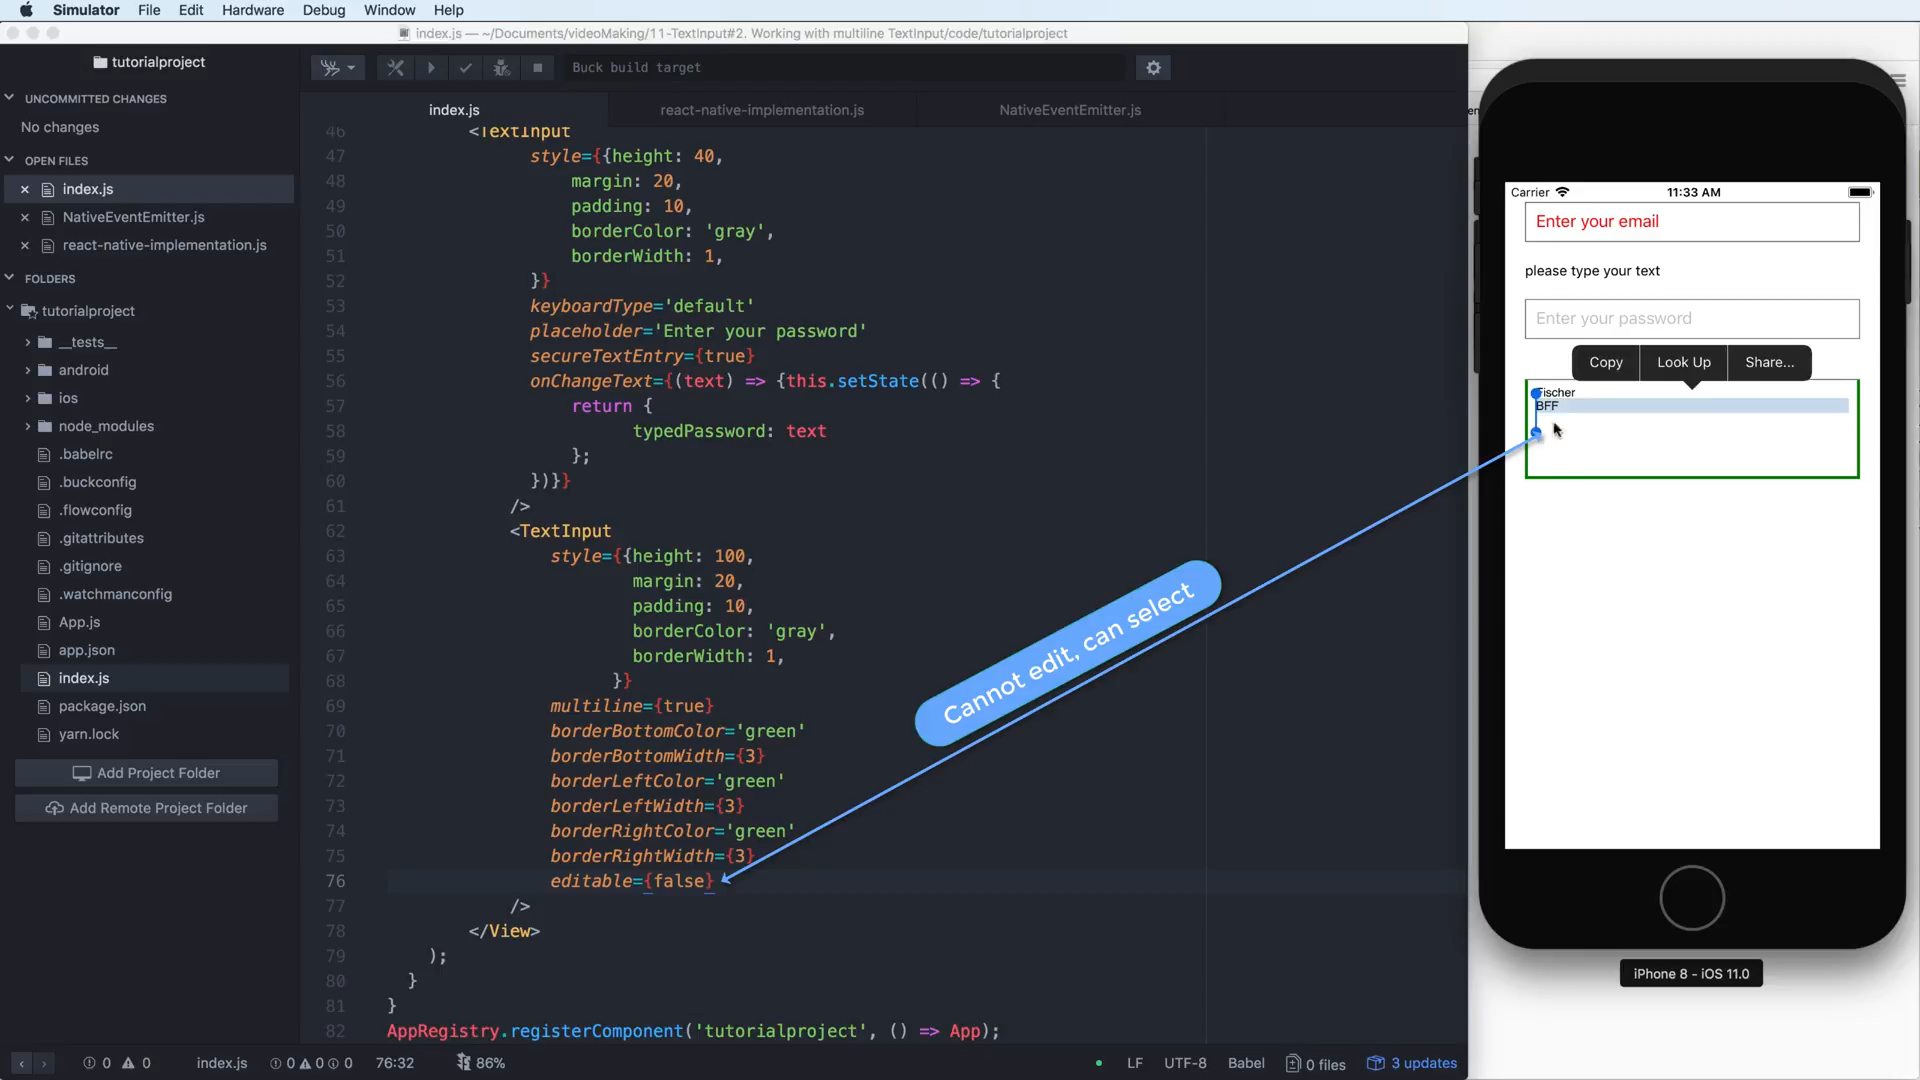 Simulator File Edit Hardware Debug Window Help
index.js — ~/Documents/videoMaking/11-TextInput#2. Working with multiline TextInput/code/tutorialproject
tutorialproject
Buck build target
UNCOMMITTED CHANGES
No changes
OPEN FILES
index.js
NativeEventEmitter.js
react-native-implementation.js
FOLDERS
tutorialproject
__tests__
android
ios
node_modules
.babelrc
.buckconfig
.flowconfig
.gitattributes
.gitignore
.watchmanconfig
App.js
app.json
index.js
package.json
yarn.lock
Add Project Folder
Add Remote Project Folder
index.js react-native-implementation.js NativeEventEmitter.js
46 <TextInput
47 style={{height: 40,
48 margin: 20,
49 padding: 10,
50 borderColor: 'gray',
51 borderWidth: 1,
52 }}
53 keyboardType='default'
54 placeholder='Enter your password'
55 secureTextEntry={true}
56 onChangeText={(text) => {this.setState(() => {
57 return {
58 typedPassword: text
59 };
60 })}}
61 />
62 <TextInput
63 style={{height: 100,
64 margin: 20,
65 padding: 10,
66 borderColor: 'gray',
67 borderWidth: 1,
68 }}
69 multiline={true}
70 borderBottomColor='green'
71 borderBottomWidth={3}
72 borderLeftColor='green'
73 borderLeftWidth={3}
74 borderRightColor='green'
75 borderRightWidth={3}
76 editable={false}
77 />
78 </View>
79 );
80 }
81 }
82 AppRegistry.registerComponent('tutorialproject', () => App);
Cannot edit, can select
Carrier 11:33 AM
Enter your email
please type your text
Enter your password
Copy Look Up Share...
Fischer
BFF
iPhone 8 - iOS 11.0
0 0 index.js 0 0 0 76:32 86% LF UTF-8 Babel 0 files 3 updates